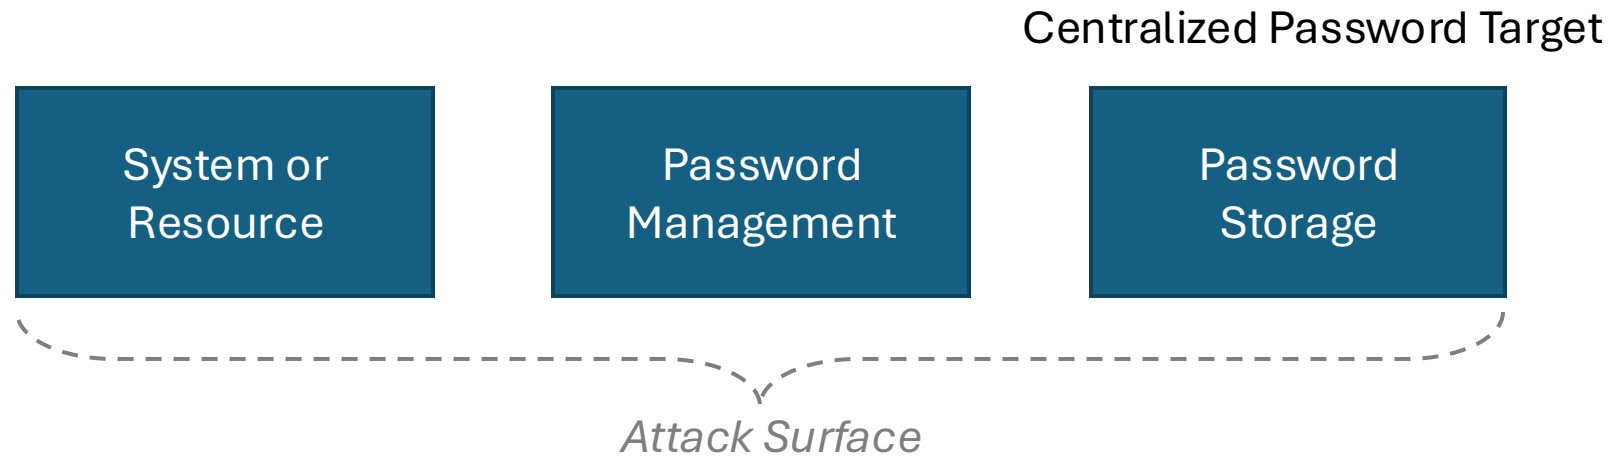 Centralized Password Target
System or
Resource
Password
Management
Password
Storage
Attack Surface